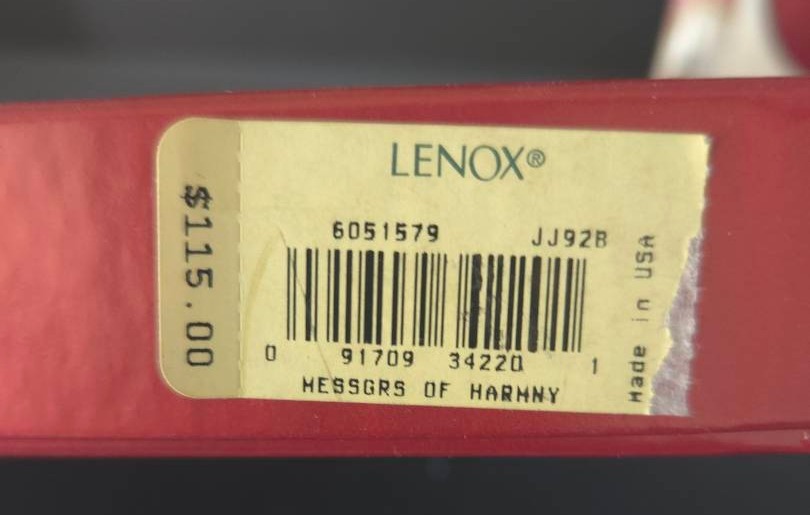 LENOX®
$115.00
6051579 JJ92B
0 91709 34220 1
MESSGRS OF HARMNY
Made in USA